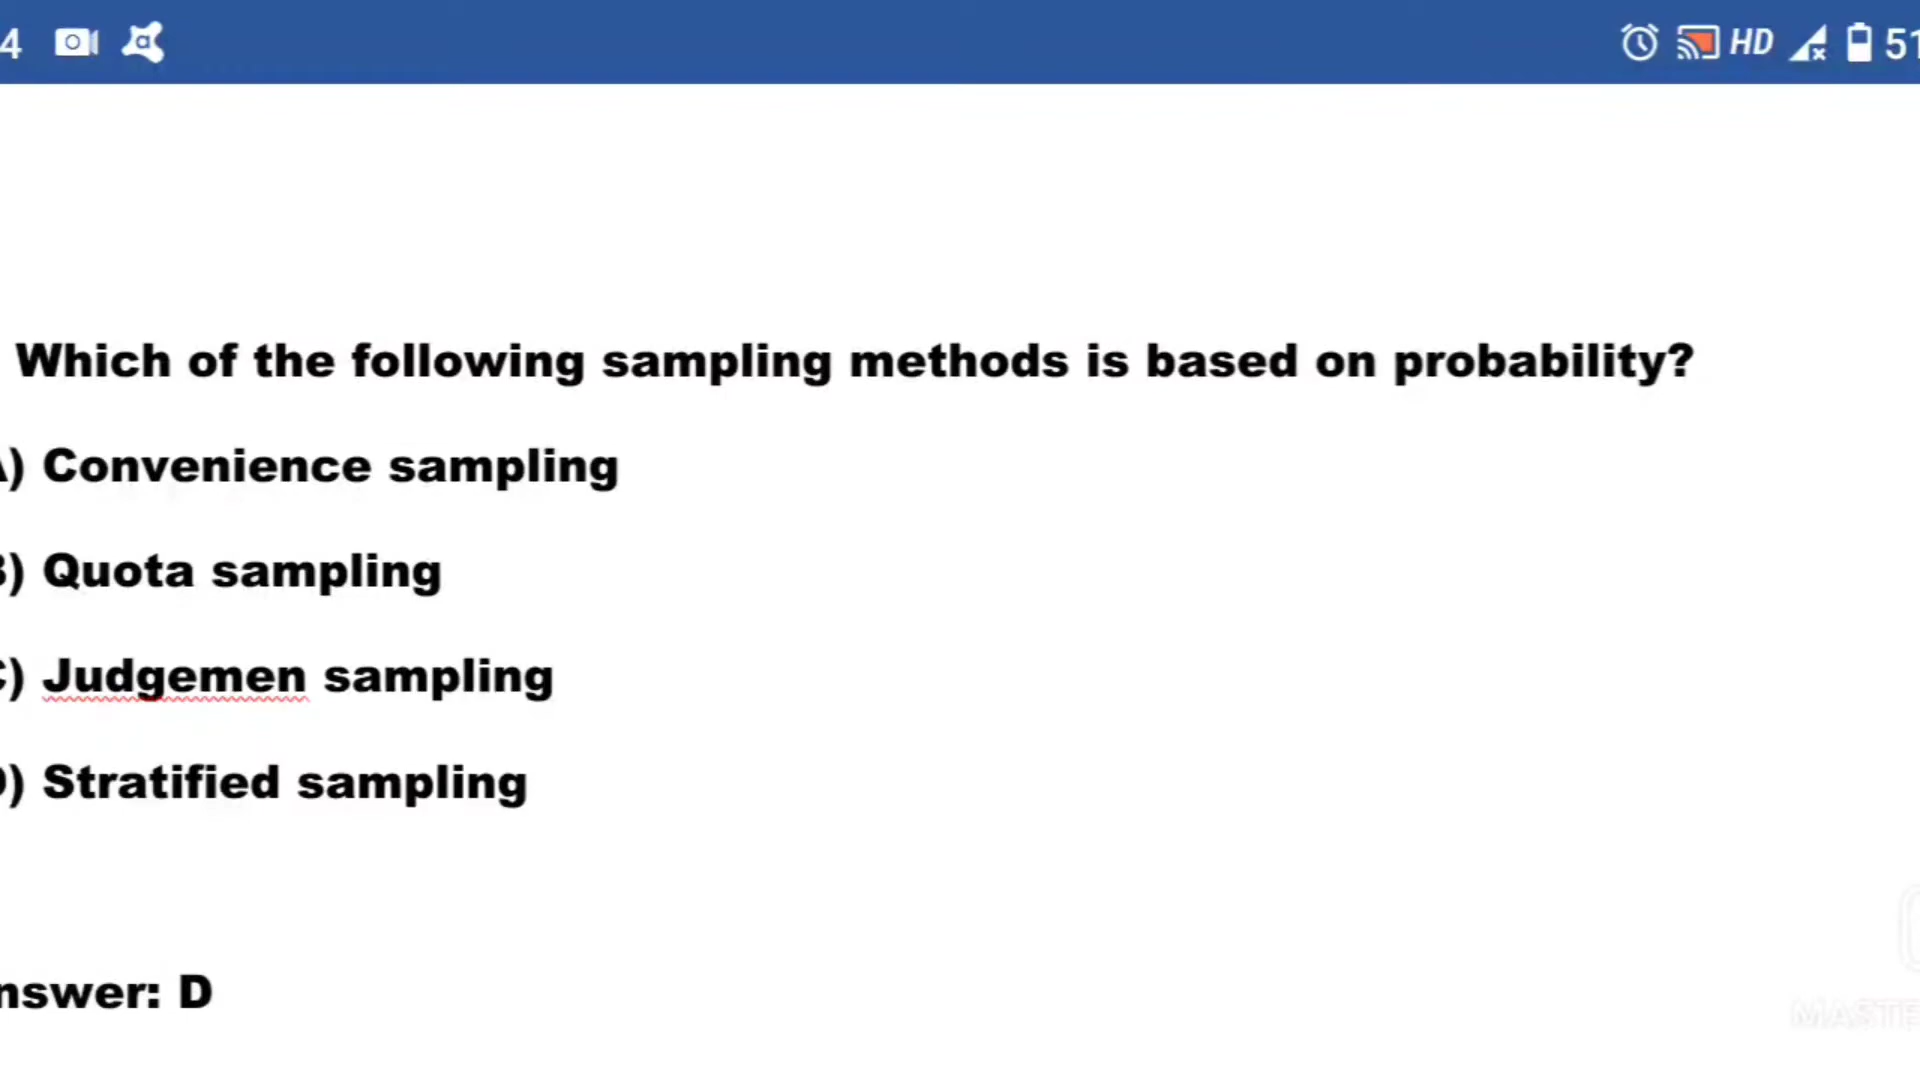 4 HD 51
Which of the following sampling methods is based on probability?
) Convenience sampling
) Quota sampling
) Judgemen sampling
) Stratified sampling
nswer: D
MASTE